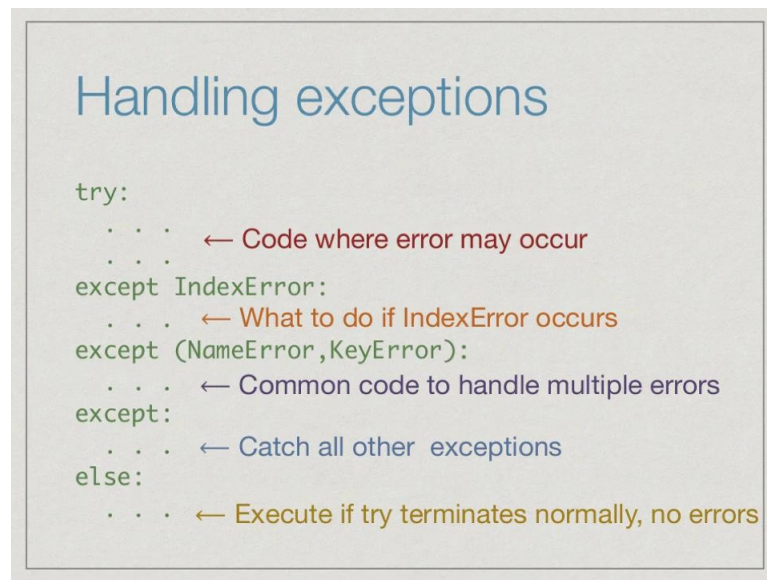 Handling exceptions
try:
. . .
. . . ← Code where error may occur
except IndexError:
. . . ← What to do if IndexError occurs
except (NameError,KeyError):
. . . ← Common code to handle multiple errors
except:
. . . ← Catch all other exceptions
else:
. . . ← Execute if try terminates normally, no errors